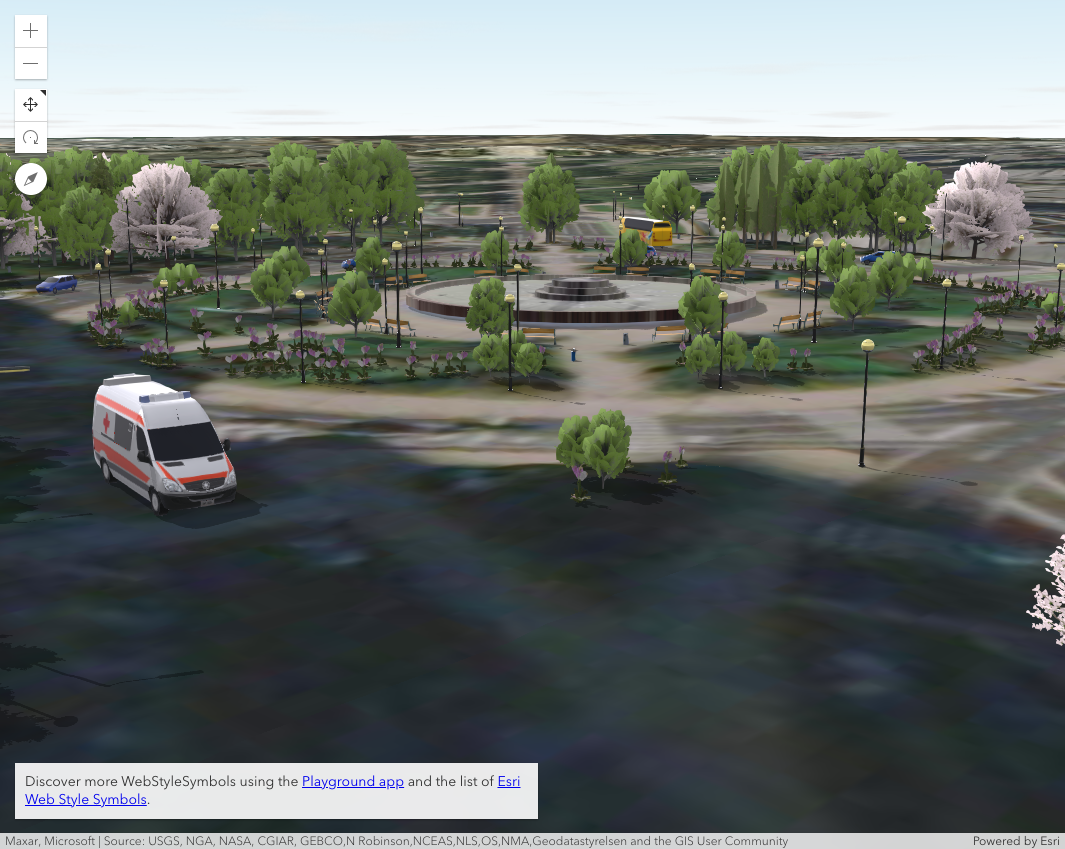 Discover more WebStyleSymbols using the Playground app and the list of Esri
Web Style Symbols.
Maxar, Microsoft | Source: USGS, NGA, NASA, CGIAR, GEBCO,N Robinson,NCEAS,NLS,OS,NMA,Geodatastyrelsen and the GIS User Community
Powered by Esri